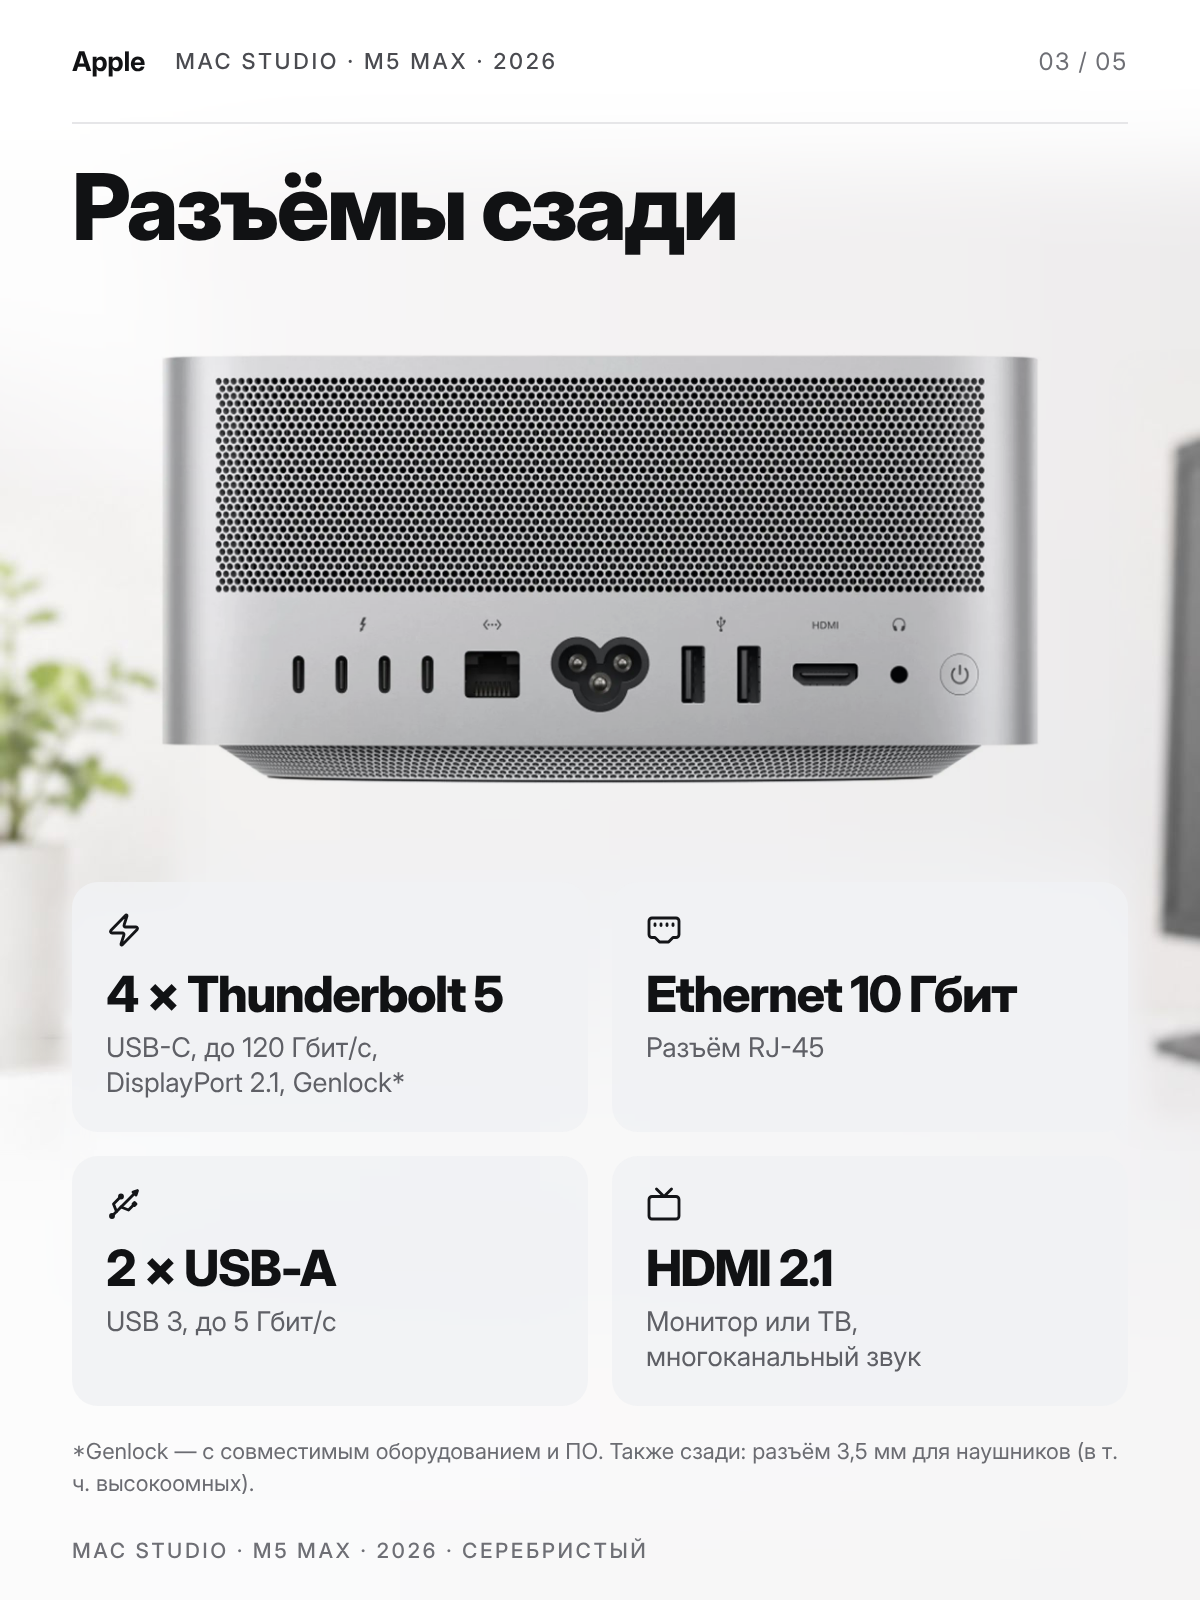 Apple MAC STUDIO · M5 MAX · 2026 03 / 05
Разъёмы сзади
HDMI
4 × Thunderbolt 5
USB-C, до 120 Гбит/с,
DisplayPort 2.1, Genlock*
Ethernet 10 Гбит
Разъём RJ-45
2 × USB-A
USB 3, до 5 Гбит/с
HDMI 2.1
Монитор или ТВ,
многоканальный звук
*Genlock — с совместимым оборудованием и ПО. Также сзади: разъём 3,5 мм для наушников (в т.
ч. высокоомных).
MAC STUDIO · M5 MAX · 2026 · СЕРЕБРИСТЫЙ